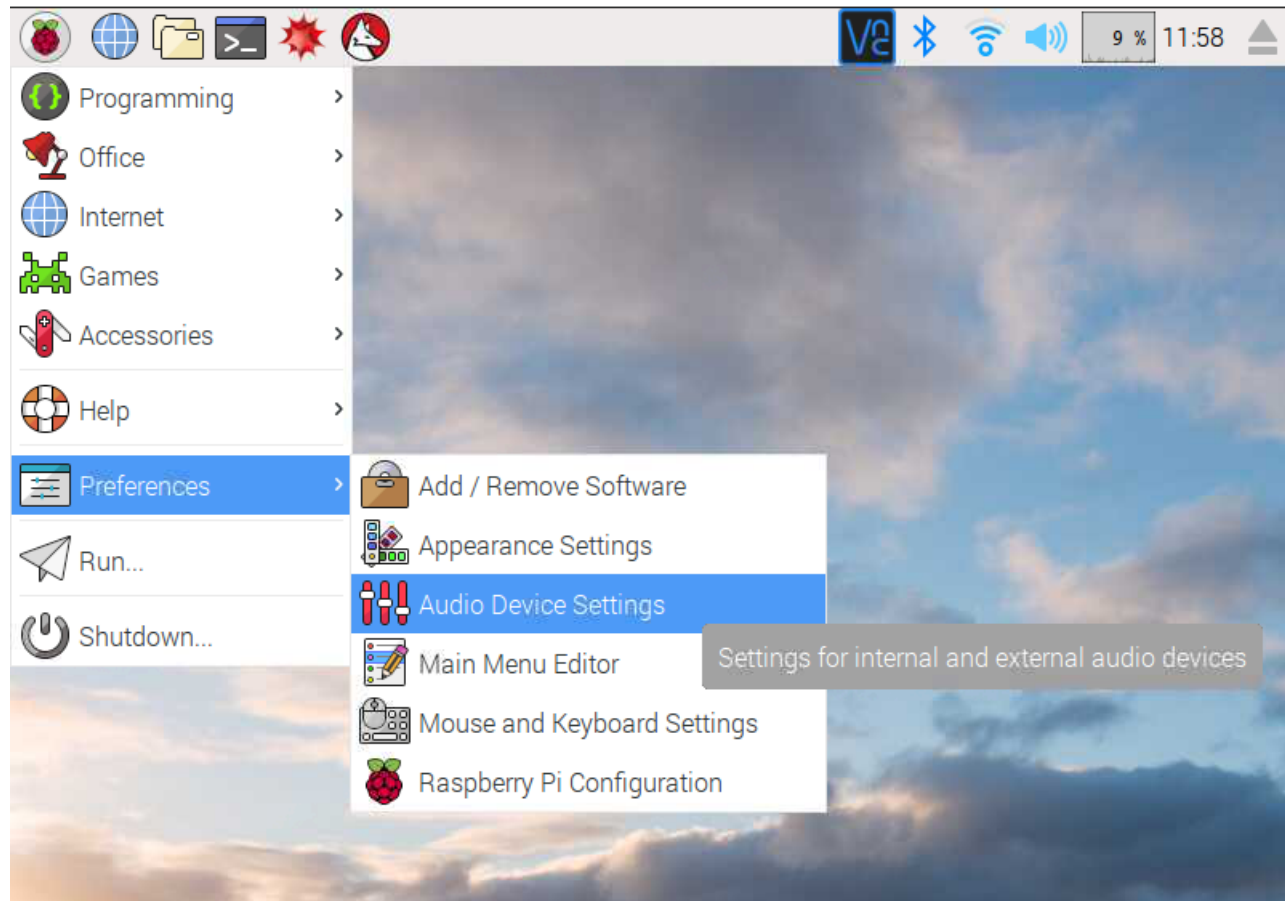 VNC
9 %
11:58
Programming
Office
Internet
Games
Accessories
Help
Preferences
Run...
Shutdown...
Add / Remove Software
Appearance Settings
Audio Device Settings
Main Menu Editor
Settings for internal and external audio devices
Mouse and Keyboard Settings
Raspberry Pi Configuration